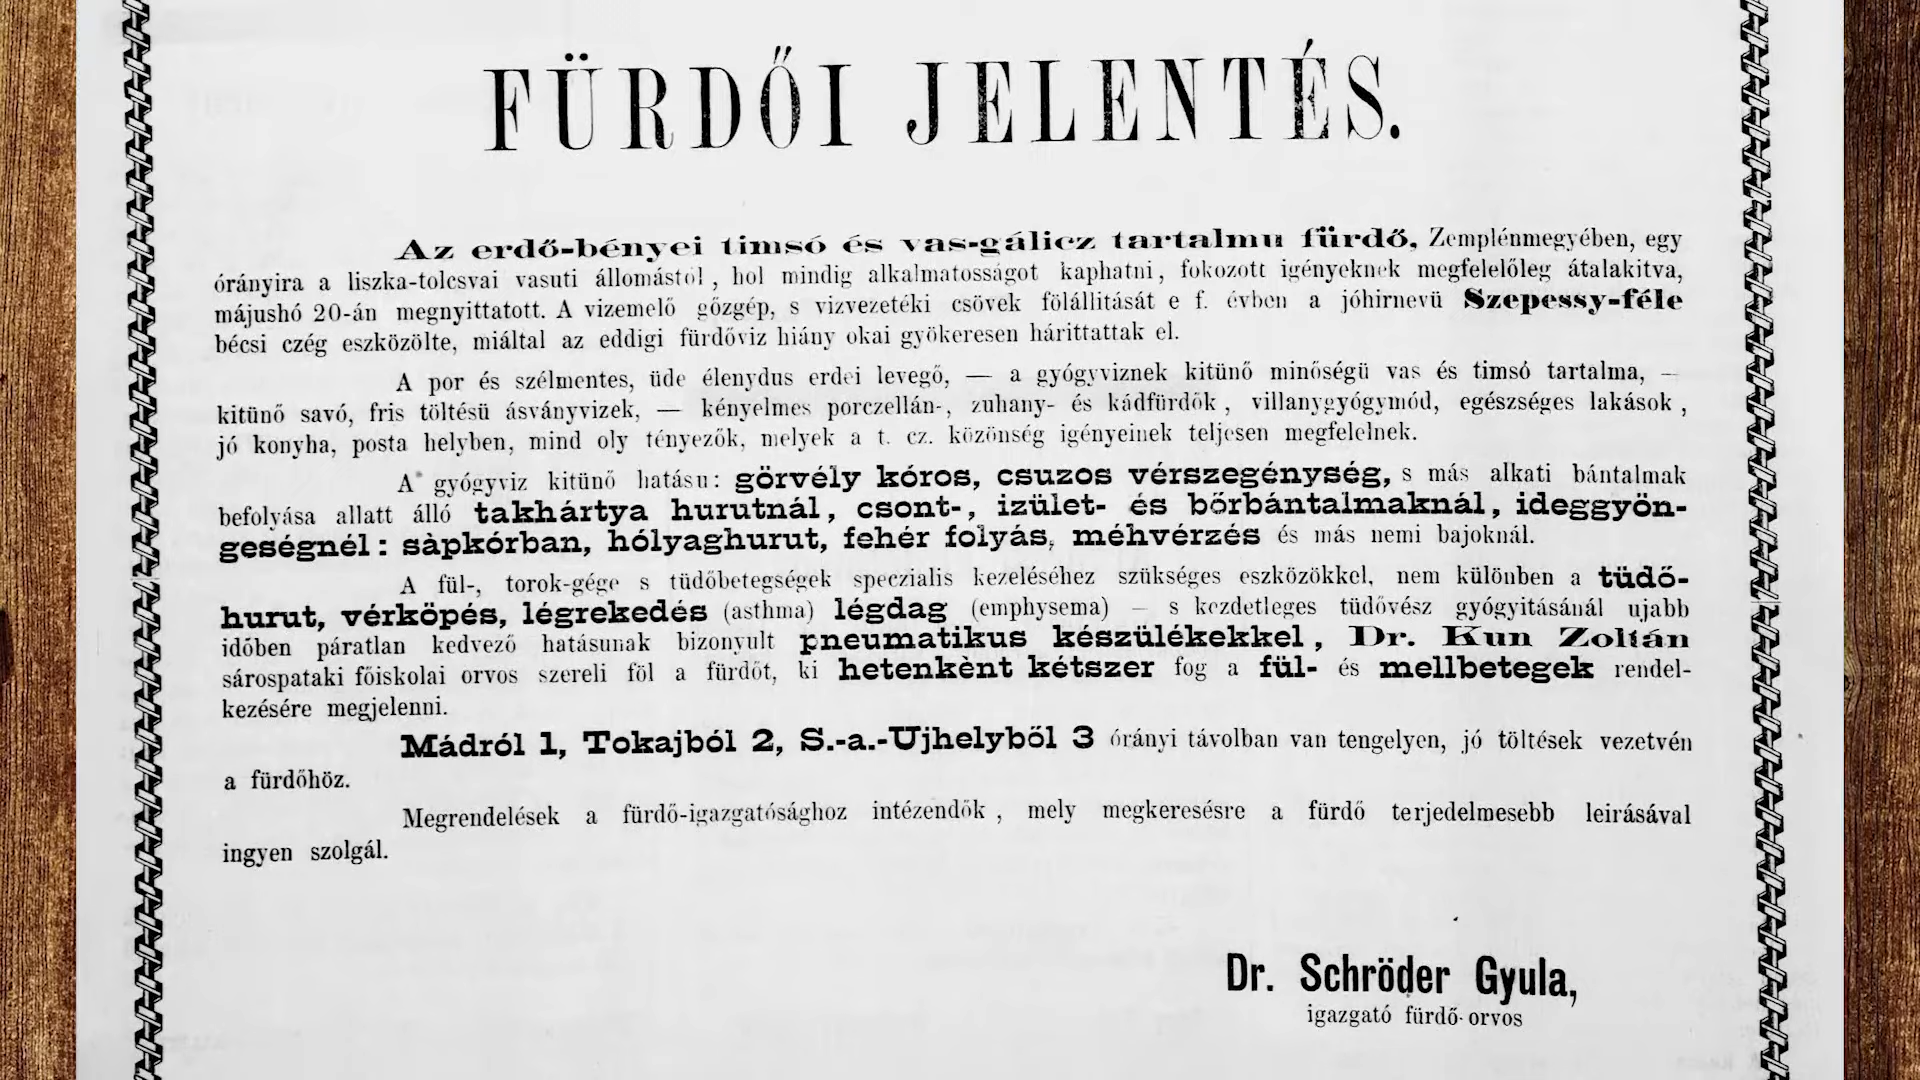 FÜRDŐI JELENTÉS.
Az erdő-bényei timsó és vas-gálicz tartalmu fürdő, Zemplénmegyében, egy
órányira a liszka-tolcsvai vasuti állomástol, hol mindig alkalmatosságot kaphatni, fokozott igényeknek megfelelőleg átalakitva,
májushó 20-án megnyittatott. A vizemelő gőzgép, s vizvezetéki csövek fölállitását e f. évben a jóhirnevü Szepessy-féle
bécsi czég eszközölte, miáltal az eddigi fürdőviz hiány okai gyökeresen hárittattak el.
A por és szélmentes, üde élenydus erdei levegő, — a gyógyviznek kitünő minőségü vas és timsó tartalma, —
kitünő savó, fris töltésü ásványvizek, — kényelmes porczellán-, zuhany- és kádfürdők, villanygyógymód, egészséges lakások,
jó konyha, posta helyben, mind oly tényezők, melyek a t. cz. közönség igényeinek teljesen megfelelnek.
A gyógyviz kitünő hatásu: görvély kóros, csuzos vérszegénység, s más alkati bántalmak
befolyása allatt álló takhártya hurutnál, csont-, izület- és bőrbántalmaknál, ideggyön-
geségnél: sàpkórban, hólyaghurut, fehér folyás, méhvérzés és más nemi bajoknál.
A fül-, torok-gége s tüdőbetegségek speczialis kezeléséhez szükséges eszközökkel, nem különben a tüdő-
hurut, vérköpés, légrekedés (asthma) légdag (emphysema) — s kezdetleges tüdővész gyógyitásánál ujabb
időben páratlan kedvező hatásunak bizonyult pneumatikus készülékekkel, Dr. Kun Zoltán
sárospataki főiskolai orvos szereli föl a fürdőt, ki hetenkènt kétszer fog a fül- és mellbetegek rendel-
kezésére megjelenni.
Mádról 1, Tokajból 2, S.-a.-Ujhelyből 3 órányi távolban van tengelyen, jó töltések vezetvén
a fürdőhöz.
Megrendelések a fürdő-igazgatósághoz intézendők, mely megkeresésre a fürdő terjedelmesebb leirásával
ingyen szolgál.
Dr. Schröder Gyula,
igazgató fürdő-orvos